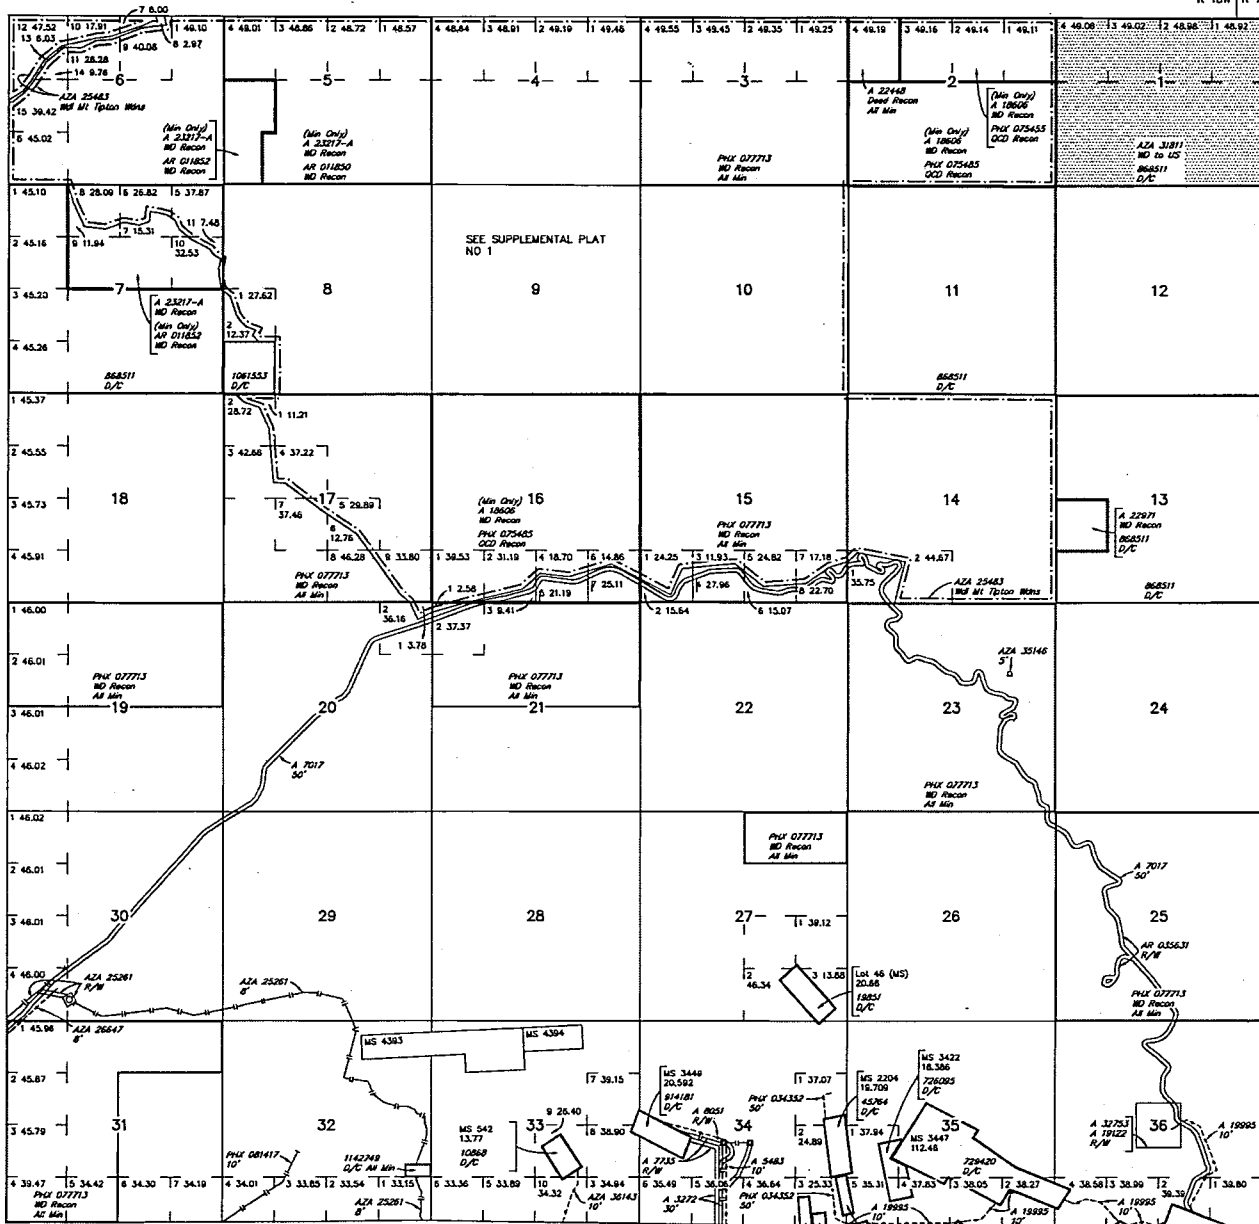 7 6.00
12 47.52
10 17.91
1 49.10
4 49.01
3 48.86
2 48.72
1 48.57
4 48.64
3 48.91
2 49.19
1 49.46
4 49.55
3 49.45
2 49.35
1 49.25
4 49.19
3 49.16
2 49.14
1 49.11
4 49.08
3 49.02
2 48.98
1 48.92
13 6.03
9 40.06
8 2.97
11 28.28
14 9.76
6
5
4
3
2
1
AZA 25483
Wdl Mt Tipton Wdns
15 39.42
6 45.02
(Min Only)
A 23217-A
WD Recon
AR 011852
WD Recon
(Min Only)
A 23217-A
WD Recon
AR 011850
WD Recon
PHX 077713
WD Recon
All Min
A 22448
Deed Recon
All Min
(Min Only)
A 18606
WD Recon
PHX 075485
QCD Recon
(Min Only)
A 18606
WD Recon
PHX 075455
QCD Recon
AZA 31811
WD to US
868511
D/C
1 45.10
8 28.09
6 26.82
5 37.87
2 45.16
9 11.94
7 15.31
11 7.48
10
32.53
SEE SUPPLEMENTAL PLAT
NO 1
3 45.20
7
8
9
10
11
12
1 27.62
2
12.37
A 23217-A
WD Recon
(Min Only)
AR 011852
WD Recon
4 45.26
868511
D/C
1061553
D/C
868511
D/C
1 45.37
2
28.72
1 11.21
2 45.55
3 42.66
4 37.22
3 45.73
18
17
16
15
14
13
7
37.46
5 29.89
8
12.76
(Min Only)
A 18606
WD Recon
PHX 075485
QCD Recon
PHX 077713
WD Recon
All Min
A 22971
WD Recon
868511
D/C
4 45.91
8 46.28
9 33.80
1 39.53
2 31.19
4 18.70
6 14.86
1 24.25
3 11.93
5 24.82
7 17.18
2 44.67
1
35.75
PHX 077713
WD Recon
All Min
1 2.58
5 21.19
7 25.11
4 27.96
8 22.70
AZA 25483
Wdl Mt Tipton Wdns
868511
D/C
1 46.00
2
36.16
3 9.41
2 15.64
6 15.07
2 37.37
1 3.78
2 46.01
PHX 077713
WD Recon
All Min
PHX 077713
WD Recon
All Min
AZA 35146
5'
3 46.01
19
20
21
22
23
24
4 46.02
A 7017
50'
PHX 077713
WD Recon
All Min
1 46.02
PHX 077713
WD Recon
All Min
2 46.01
A 7017
50'
3 46.01
30
29
28
27
26
25
1 39.12
AR 035631
R/W
4 46.00
AZA 25261
R/W
AZA 25261
8'
2
46.34
3 13.88
Lot 46 (MS)
20.66
19851
D/C
PHX 077713
WD Recon
All Min
AZA 26647
8'
1 45.96
MS 4393
MS 4394
2 45.87
7 39.15
MS 3449
20.592
914181
D/C
1 37.07
PHX 034352
50'
MS 2204
19.709
45764
D/C
MS 3422
18.386
726095
D/C
3 45.79
31
32
33
34
35
36
9 26.40
8 38.90
MS 542
13.77
10868
D/C
A 8051
R/W
2
24.89
1 37.94
MS 3447
112.46
A 32753
A 19122
R/W
A 19995
10'
PHX 081417
10'
1142749
D/C All Min
A 7735
R/W
A 5483
10'
729420
D/C
4 39.47
5 34.42
6 34.30
7 34.19
4 34.01
3 33.85
2 33.54
1 33.15
6 33.36
5 33.89
10
34.32
3 34.94
6 35.49
4 36.64
3 25.33
5 35.31
4 37.83
3 38.05
2 38.27
4 38.58
3 38.99
2
39.39
1 39.80
PHX 077713
WD Recon
All Min
AZA 25261
8'
AZA 36143
10'
A 3272
30'
PHX 034352
50'
A 19995
10'
A 19995
10'
A 19995
10'